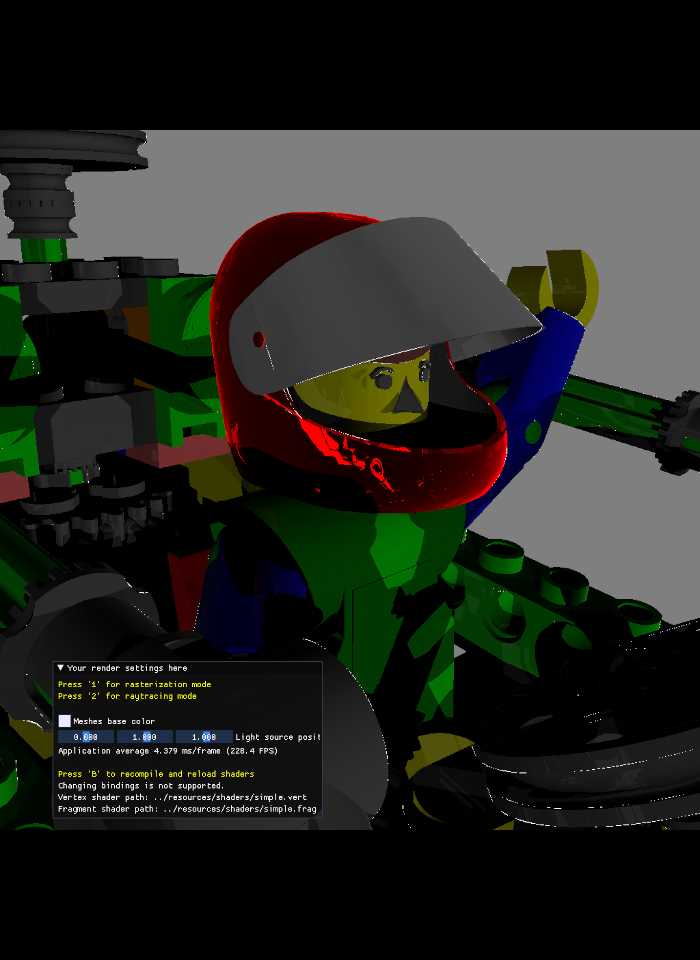 ▼ Your render settings here
Press '1' for rasterization mode
Press '2' for raytracing mode
Meshes base color
0.000 1.000 1.000 Light source posit
Application average 4.379 ms/frame (228.4 FPS)
Press 'B' to recompile and reload shaders
Changing bindings is not supported.
Vertex shader path: ../resources/shaders/simple.vert
Fragment shader path: ../resources/shaders/simple.frag